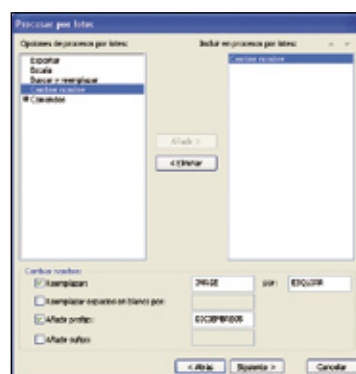 Procesar por lotes
Opciones de proceso por lotes: Incluir en proceso por lotes:
Exportar Cambiar nombre
Escala
Buscar y reemplazar
Cambiar nombre
Comandos
Añadir >
< Eliminar
Cambiar nombre:
Reemplazar: IMAGE por:
Reemplazar espacios en blanco por:
Añadir prefijo:
Añadir sufijo:
< Atrás Siguiente > Cancelar